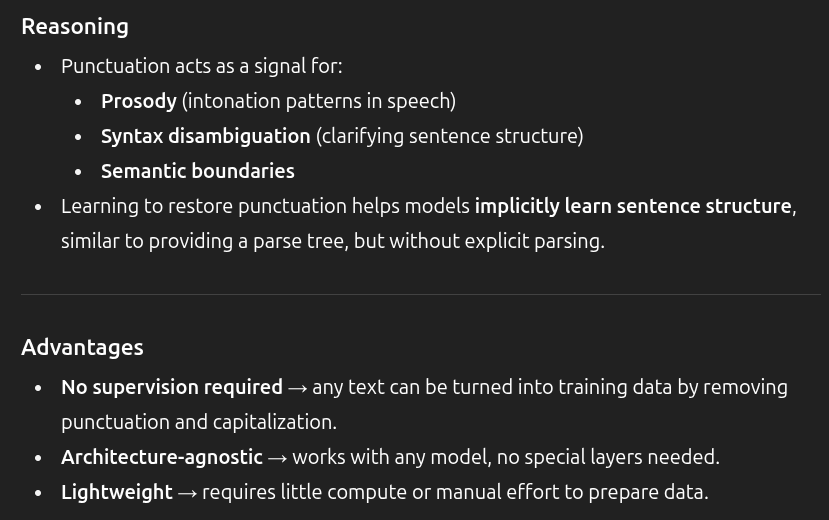 Reasoning
• Punctuation acts as a signal for:
• Prosody (intonation patterns in speech)
• Syntax disambiguation (clarifying sentence structure)
• Semantic boundaries
• Learning to restore punctuation helps models implicitly learn sentence structure,
similar to providing a parse tree, but without explicit parsing.
Advantages
• No supervision required → any text can be turned into training data by removing
punctuation and capitalization.
• Architecture-agnostic → works with any model, no special layers needed.
• Lightweight → requires little compute or manual effort to prepare data.